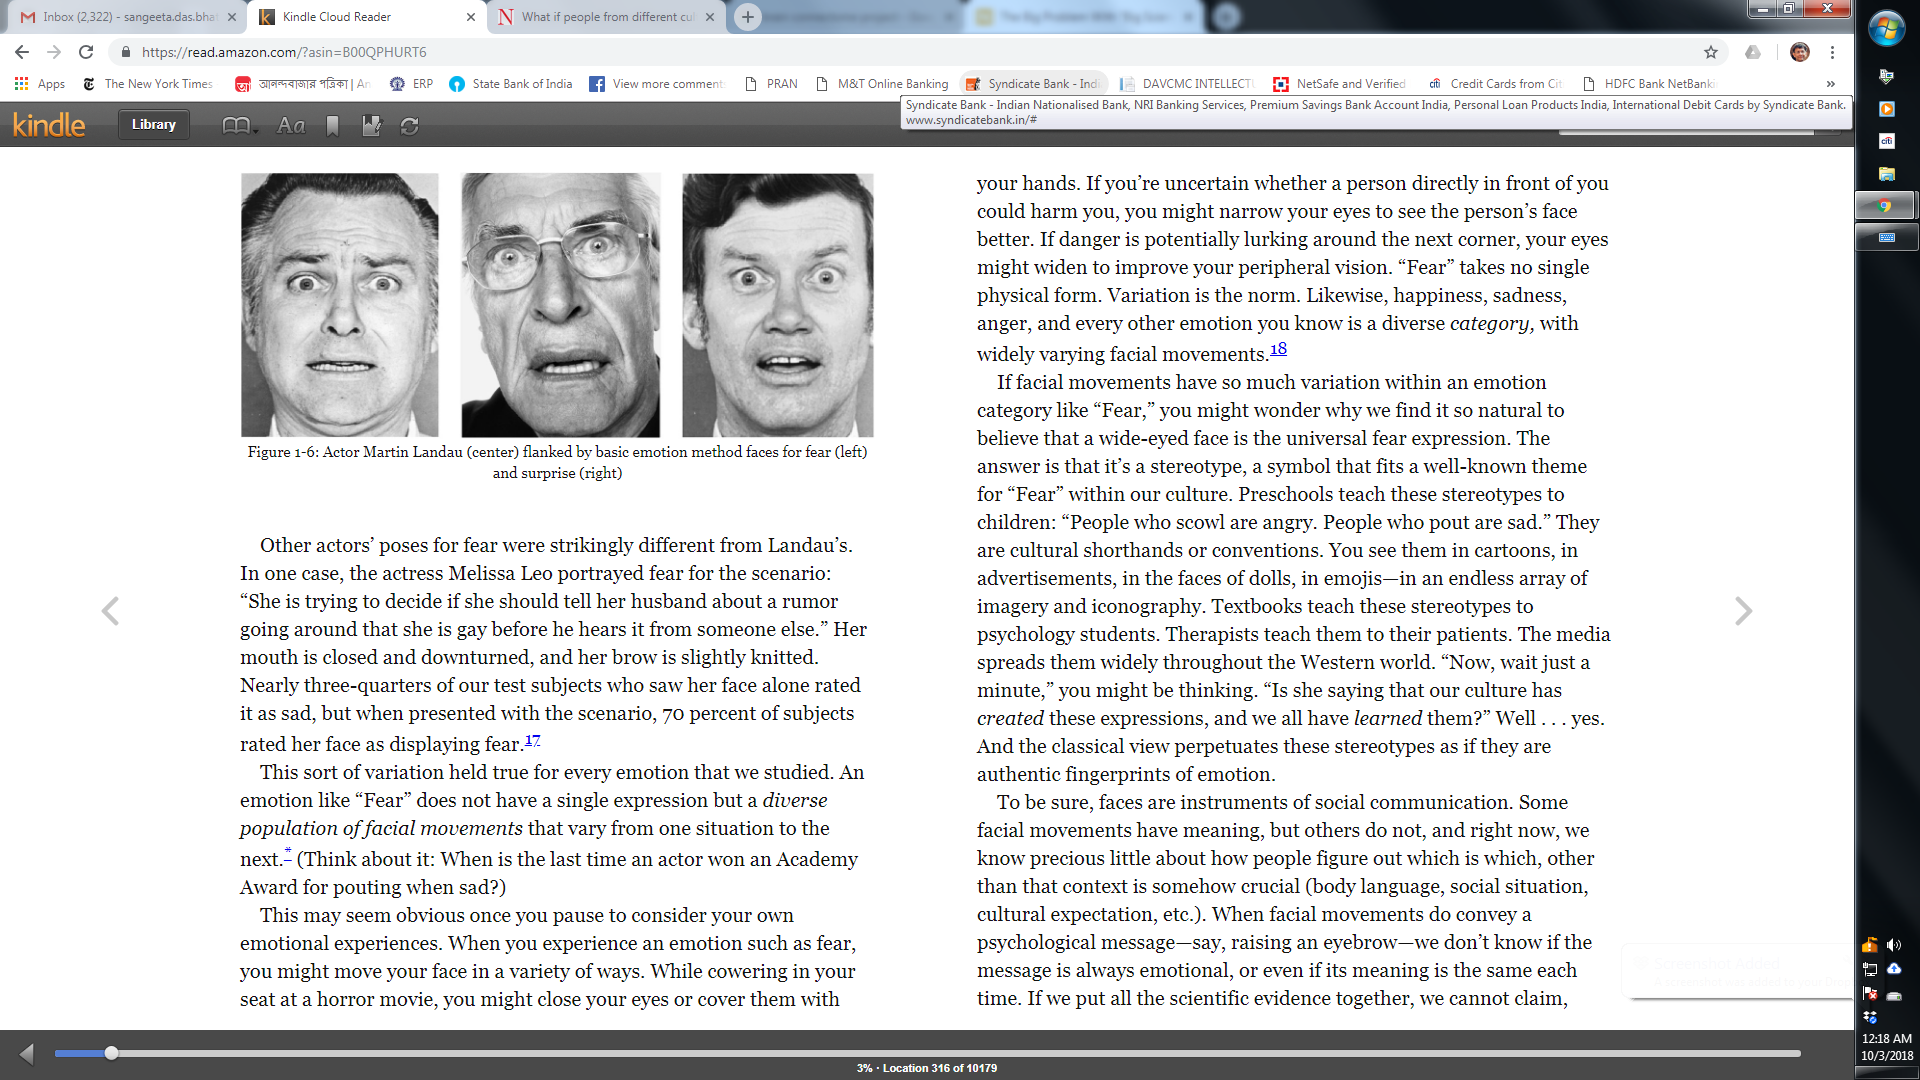 Inbox (2,322) - sangeeta.das.bhat
Kindle Cloud Reader
What if people from different cul
https://read.amazon.com/?asin=B00QPHURT6
Apps
The New York Times
আনন্দবাজার পত্রিকা | An
ERP
State Bank of India
View more comments
PRAN
M&T Online Banking
Syndicate Bank - Indi
DAVCMC INTELLECTU
NetSafe and Verified
Credit Cards from Cit
HDFC Bank NetBanki
»
Syndicate Bank - Indian Nationalised Bank, NRI Banking Services, Premium Savings Bank Account India, Personal Loan Products India, International Debit Cards by Syndicate Bank.
www.syndicatebank.in/#
kindle
Library
Aa
Figure 1-6: Actor Martin Landau (center) flanked by basic emotion method faces for fear (left)
and surprise (right)
Other actors’ poses for fear were strikingly different from Landau’s.
In one case, the actress Melissa Leo portrayed fear for the scenario:
“She is trying to decide if she should tell her husband about a rumor
going around that she is gay before he hears it from someone else.” Her
mouth is closed and downturned, and her brow is slightly knitted.
Nearly three-quarters of our test subjects who saw her face alone rated
it as sad, but when presented with the scenario, 70 percent of subjects
rated her face as displaying fear.17
This sort of variation held true for every emotion that we studied. An
emotion like “Fear” does not have a single expression but a diverse
population of facial movements that vary from one situation to the
next.* (Think about it: When is the last time an actor won an Academy
Award for pouting when sad?)
This may seem obvious once you pause to consider your own
emotional experiences. When you experience an emotion such as fear,
you might move your face in a variety of ways. While cowering in your
seat at a horror movie, you might close your eyes or cover them with
your hands. If you’re uncertain whether a person directly in front of you
could harm you, you might narrow your eyes to see the person’s face
better. If danger is potentially lurking around the next corner, your eyes
might widen to improve your peripheral vision. “Fear” takes no single
physical form. Variation is the norm. Likewise, happiness, sadness,
anger, and every other emotion you know is a diverse category, with
widely varying facial movements.18
If facial movements have so much variation within an emotion
category like “Fear,” you might wonder why we find it so natural to
believe that a wide-eyed face is the universal fear expression. The
answer is that it’s a stereotype, a symbol that fits a well-known theme
for “Fear” within our culture. Preschools teach these stereotypes to
children: “People who scowl are angry. People who pout are sad.” They
are cultural shorthands or conventions. You see them in cartoons, in
advertisements, in the faces of dolls, in emojis—in an endless array of
imagery and iconography. Textbooks teach these stereotypes to
psychology students. Therapists teach them to their patients. The media
spreads them widely throughout the Western world. “Now, wait just a
minute,” you might be thinking. “Is she saying that our culture has
created these expressions, and we all have learned them?” Well . . . yes.
And the classical view perpetuates these stereotypes as if they are
authentic fingerprints of emotion.
To be sure, faces are instruments of social communication. Some
facial movements have meaning, but others do not, and right now, we
know precious little about how people figure out which is which, other
than that context is somehow crucial (body language, social situation,
cultural expectation, etc.). When facial movements do convey a
psychological message—say, raising an eyebrow—we don’t know if the
message is always emotional, or even if its meaning is the same each
time. If we put all the scientific evidence together, we cannot claim,
3% · Location 316 of 10179
citi
12:18 AM
10/3/2018